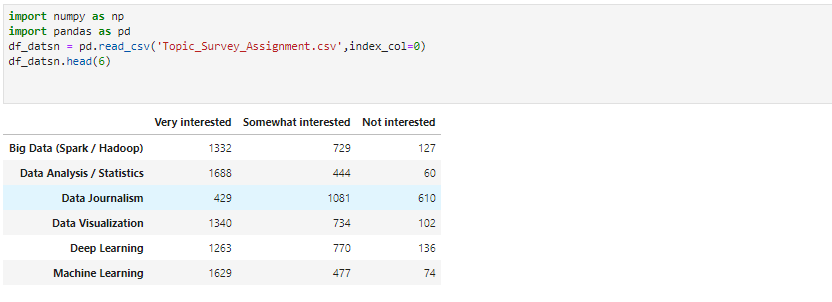 import numpy as np
import pandas as pd
df_datsn = pd.read_csv('Topic_Survey_Assignment.csv',index_col=0)
df_datsn.head(6)
Very interested Somewhat interested Not interested
Big Data (Spark / Hadoop) 1332 729 127
Data Analysis / Statistics 1688 444 60
Data Journalism 429 1081 610
Data Visualization 1340 734 102
Deep Learning 1263 770 136
Machine Learning 1629 477 74